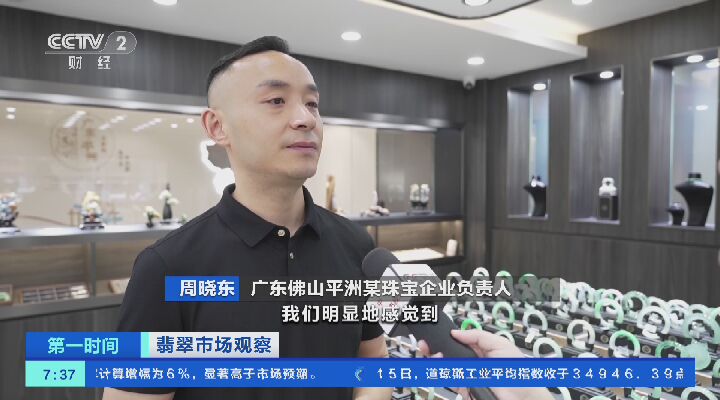 CCTV 2
财经
周晓东 广东佛山平洲某珠宝企业负责人
我们明显地感觉到
第一时间 翡翠市场观察
7:37 计算增幅为6%，显著高于市场预期。 15日，道琼斯工业平均指数收于34946.39点